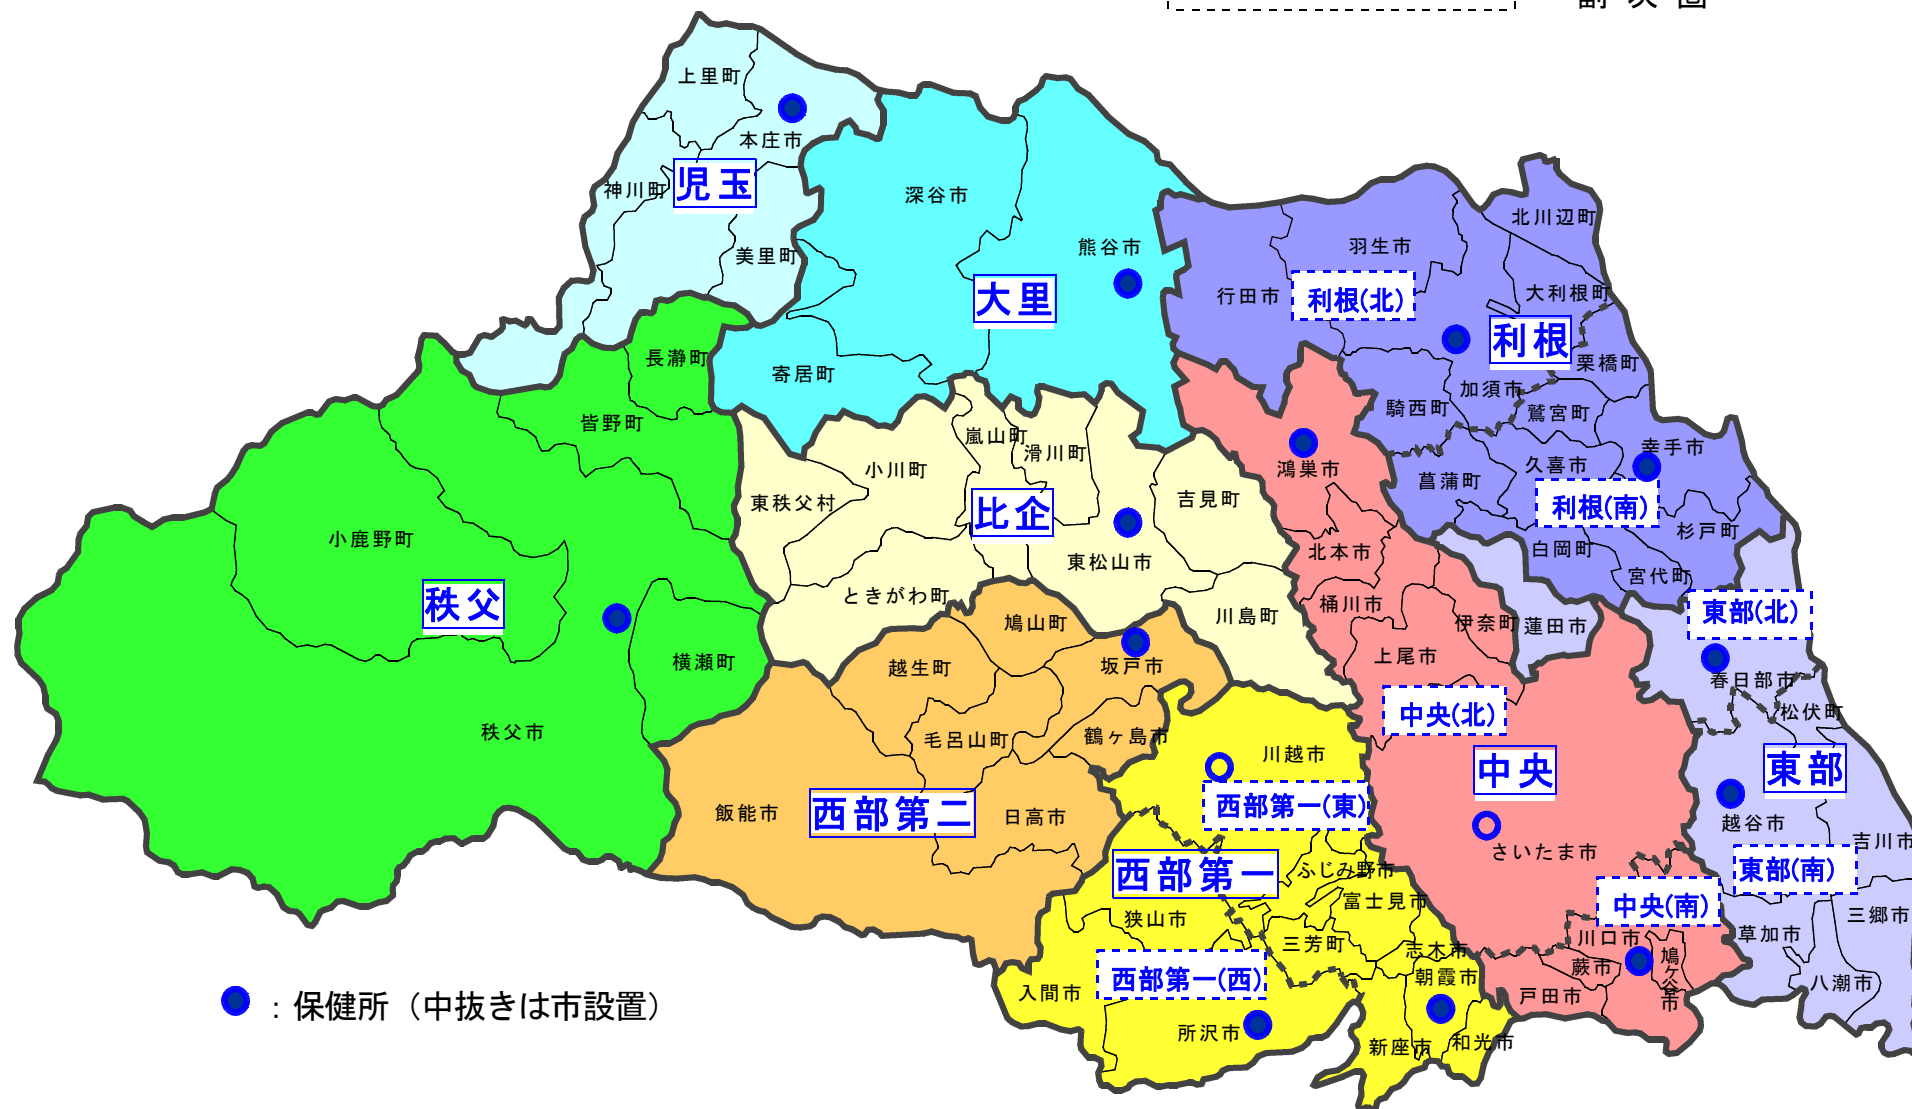 副次圏
上里町
本庄市
児玉
神川町
美里町
深谷市
熊谷市
大里
寄居町
北川辺町
羽生市
行田市
利根(北)
大利根町
利根
栗橋町
加須市
騎西町
鷲宮町
幸手市
久喜市
菖蒲町
利根(南)
杉戸町
白岡町
宮代町
長瀞町
皆野町
小鹿野町
秩父
横瀬町
秩父市
嵐山町
滑川町
小川町
東秩父村
比企
吉見町
東松山市
ときがわ町
川島町
鴻巣市
北本市
桶川市
伊奈町
蓮田市
上尾市
中央(北)
中央
さいたま市
東部(北)
春日部市
松伏町
東部
越谷市
吉川市
東部(南)
三郷市
草加市
八潮市
鳩山町
越生町
坂戸市
毛呂山町
鶴ヶ島市
飯能市
西部第二
日高市
川越市
西部第一(東)
西部第一
ふじみ野市
富士見市
狭山市
三芳町
志木市
朝霞市
西部第一(西)
入間市
所沢市
新座市
和光市
中央(南)
川口市
蕨市
鳩ヶ谷市
戸田市
：保健所（中抜きは市設置）